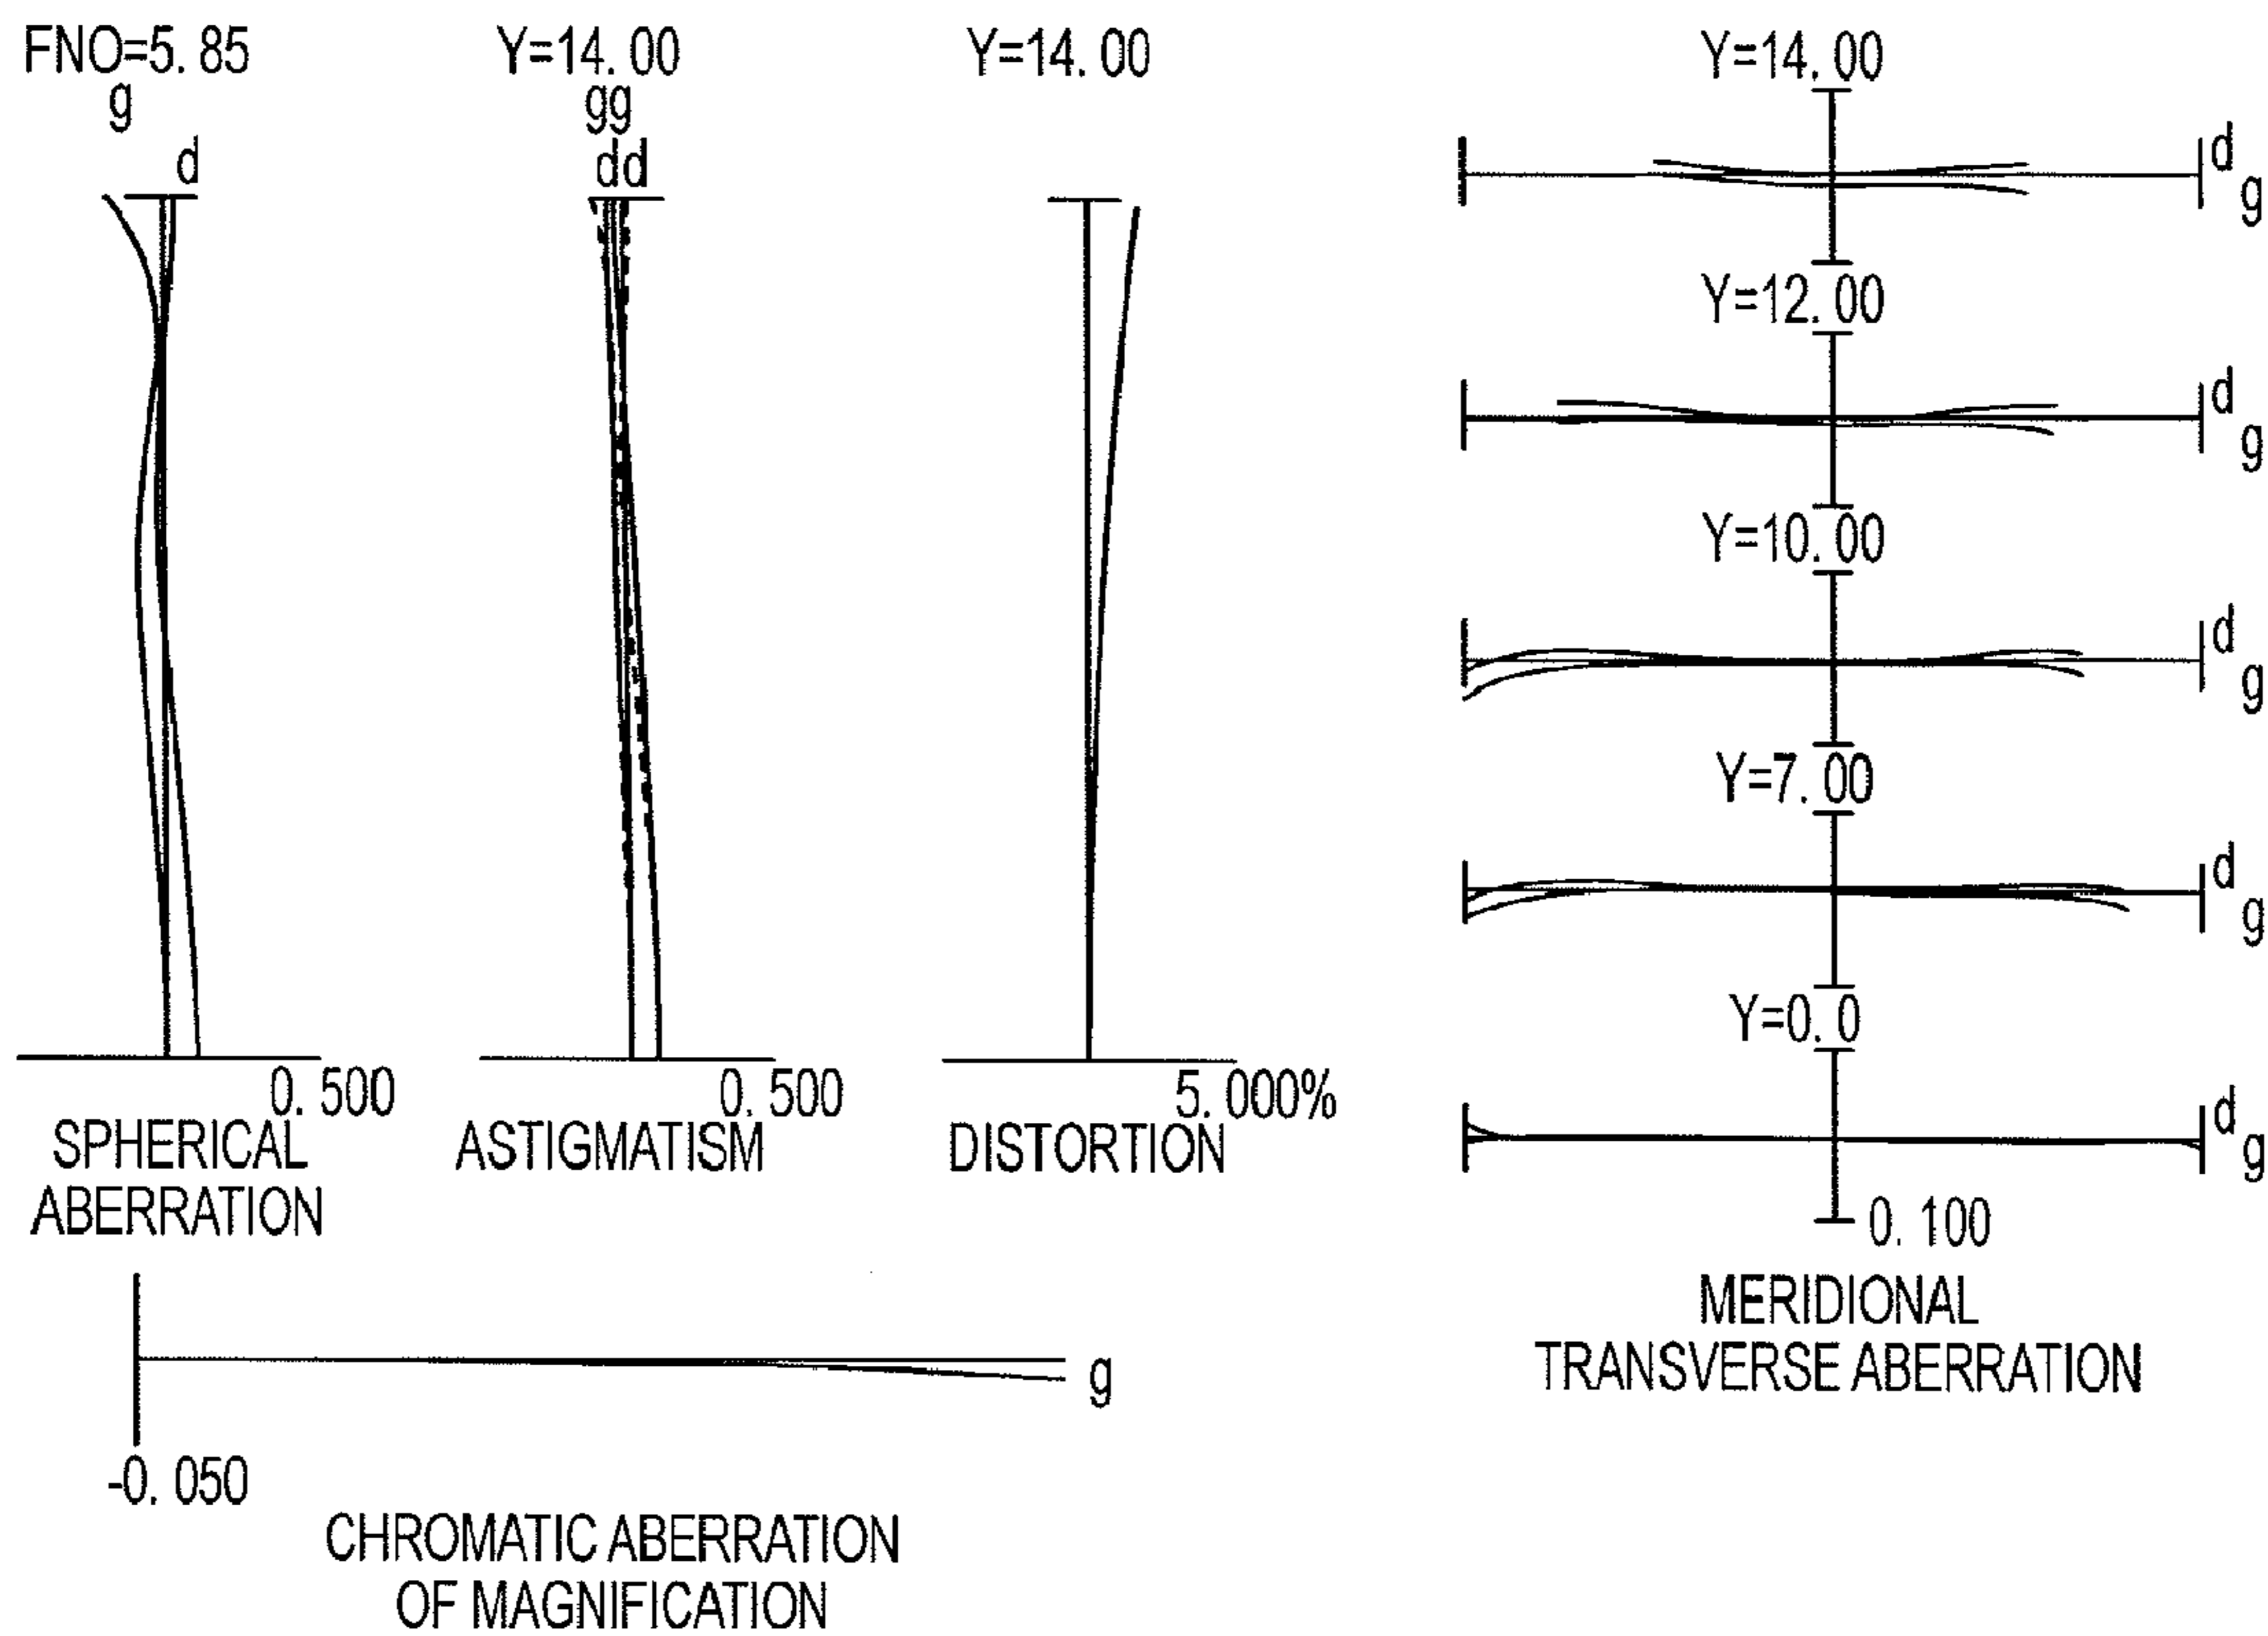 FNO=5. 85
g
d
Y=14. 00
gg
dd
Y=14. 00
0. 500
SPHERICAL
ABERRATION
0. 500
ASTIGMATISM
5. 000%
DISTORTION
-0. 050
g
CHROMATIC ABERRATION
OF MAGNIFICATION
Y=14. 00
d
g
Y=12. 00
d
g
Y=10. 00
d
g
Y=7. 00
d
g
Y=0. 0
d
g
0. 100
MERIDIONAL
TRANSVERSE ABERRATION